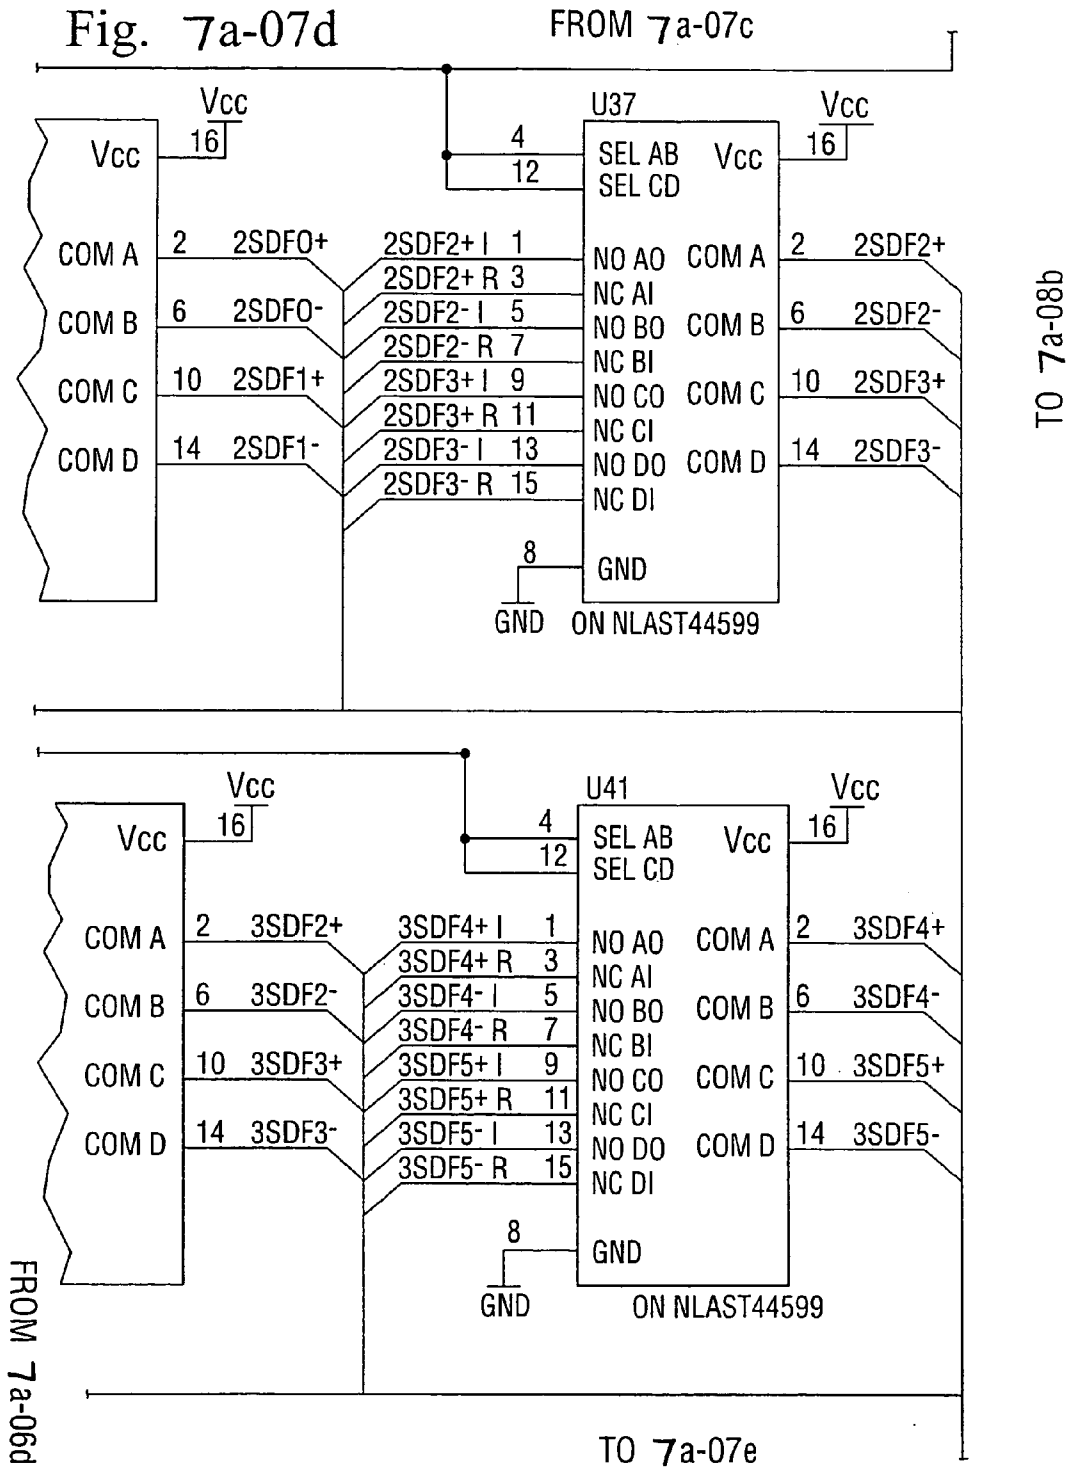 Fig. 7a-07d
FROM 7a-07c
Vcc
16
Vcc
COM A 2 2SDF0+
COM B 6 2SDF0-
COM C 10 2SDF1+
COM D 14 2SDF1-
U37
4 SEL AB
12 SEL CD
Vcc 16
Vcc
2SDF2+ I 1 NO AO
2SDF2+ R 3 NC AI
2SDF2- I 5 NO BO
2SDF2- R 7 NC BI
2SDF3+ I 9 NO CO
2SDF3+ R 11 NC CI
2SDF3- I 13 NO DO
2SDF3- R 15 NC DI
COM A 2 2SDF2+
COM B 6 2SDF2-
COM C 10 2SDF3+
COM D 14 2SDF3-
8 GND
GND
ON NLAST44599
TO 7a-08b
Vcc
16
Vcc
COM A 2 3SDF2+
COM B 6 3SDF2-
COM C 10 3SDF3+
COM D 14 3SDF3-
U41
4 SEL AB
12 SEL CD
Vcc 16
Vcc
3SDF4+ I 1 NO AO
3SDF4+ R 3 NC AI
3SDF4- I 5 NO BO
3SDF4- R 7 NC BI
3SDF5+ I 9 NO CO
3SDF5+ R 11 NC CI
3SDF5- I 13 NO DO
3SDF5- R 15 NC DI
COM A 2 3SDF4+
COM B 6 3SDF4-
COM C 10 3SDF5+
COM D 14 3SDF5-
8 GND
GND
ON NLAST44599
FROM 7a-06d
TO 7a-07e